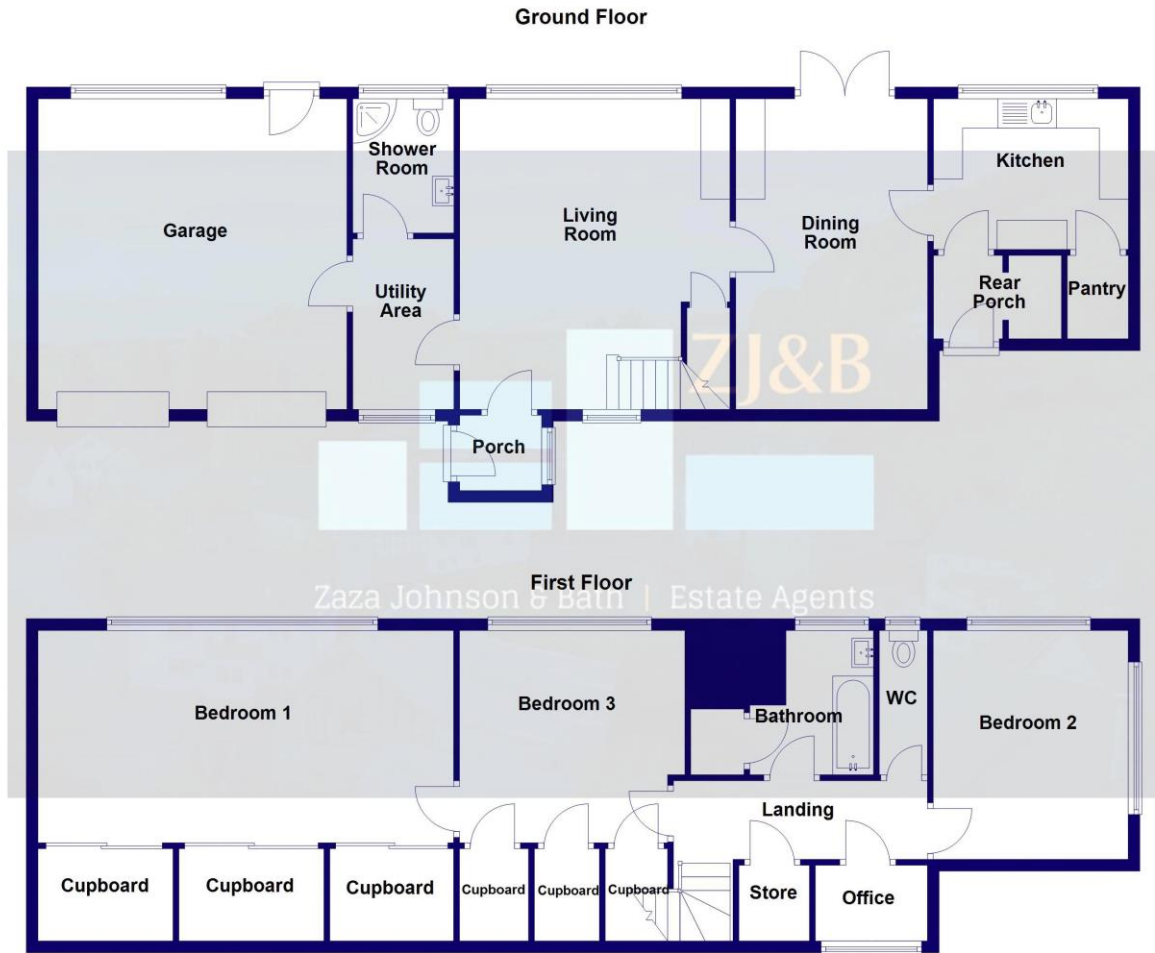 Ground Floor
Shower
Room
Kitchen
Garage
Living
Room
Dining
Room
Utility
Area
Rear
Porch
Pantry
ZJ&B
Porch
First Floor
Zaza Johnson & Bath | Estate Agents
Bedroom 1
Bedroom 3
Bathroom
WC
Bedroom 2
Landing
Cupboard
Cupboard
Cupboard
Cupboard
Cupboard
Cupboard
Store
Office